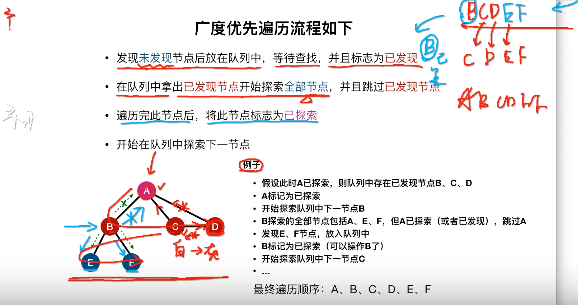 广度优先遍历流程如下
BCDEF
• 发现未发现节点后放在队列中，等待查找，并且标志为已发现
B
C D E F
• 在队列中拿出已发现节点开始探索全部节点，并且跳过已发现节点
A B C D E F
• 遍历完此节点后，将此节点标志为已探索
• 开始在队列中探索下一节点
例子
A
B
C
D
E
F
• 假设此时A已探索，则队列中存在已发现节点B、C、D
• A标记为已探索
• 开始探索队列中下一节点B
• B探索的全部节点包括A、E、F，但A已探索（或者已发现），跳过A
• 发现E、F节点，放入队列中
• B标记为已探索（可以操作B了）
• 开始探索队列中下一节点C
• ...
最终遍历顺序：A、B、C、D、E、F